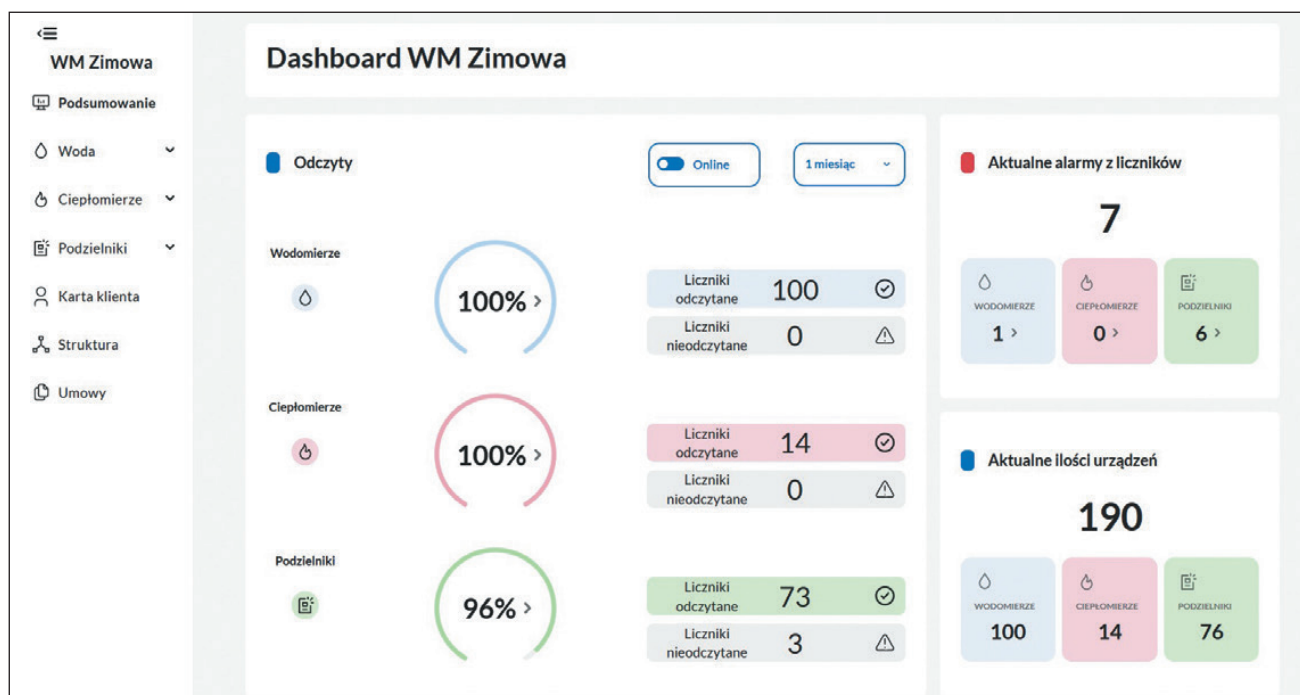 WM Zimowa
Podsumowanie
Woda
Ciepłomierze
Podzielniki
Karta klienta
Struktura
Umowy
Dashboard WM Zimowa
Odczyty
Online
1 miesiąc
Wodomierze
100% >
Liczniki
odczytane
100
Liczniki
nieodczytane
0
Ciepłomierze
100% >
Liczniki
odczytane
14
Liczniki
nieodczytane
0
Podzielniki
96% >
Liczniki
odczytane
73
Liczniki
nieodczytane
3
Aktualne alarmy z liczników
7
WODOMIERZE
1 >
CIEPŁOMIERZE
0 >
PODZIELNIKI
6 >
Aktualne ilości urządzeń
190
WODOMIERZE
100
CIEPŁOMIERZE
14
PODZIELNIKI
76